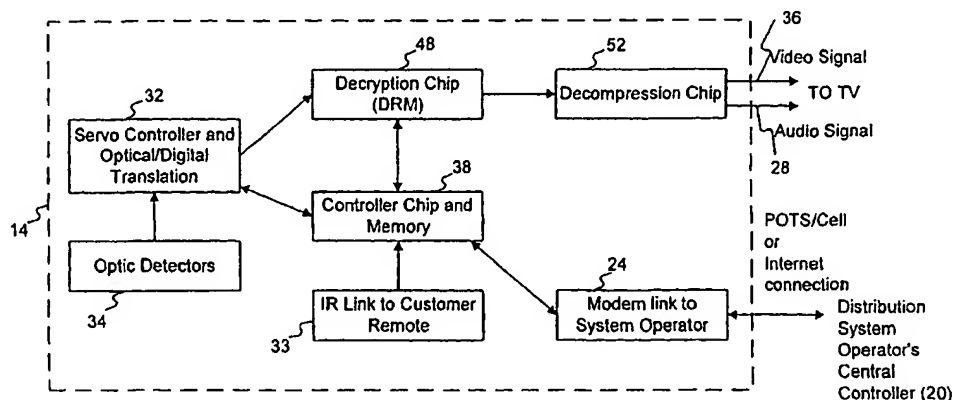 48
Decryption Chip
(DRM)
52
Decompression Chip
36
Video Signal
TO TV
Audio Signal
28
32
Servo Controller and
Optical/Digital
Translation
38
Controller Chip and
Memory
14
Optic Detectors
34
IR Link to Customer
Remote
33
24
Modem link to
System Operator
POTS/Cell
or
Internet
connection
Distribution
System
Operator's
Central
Controller (20)